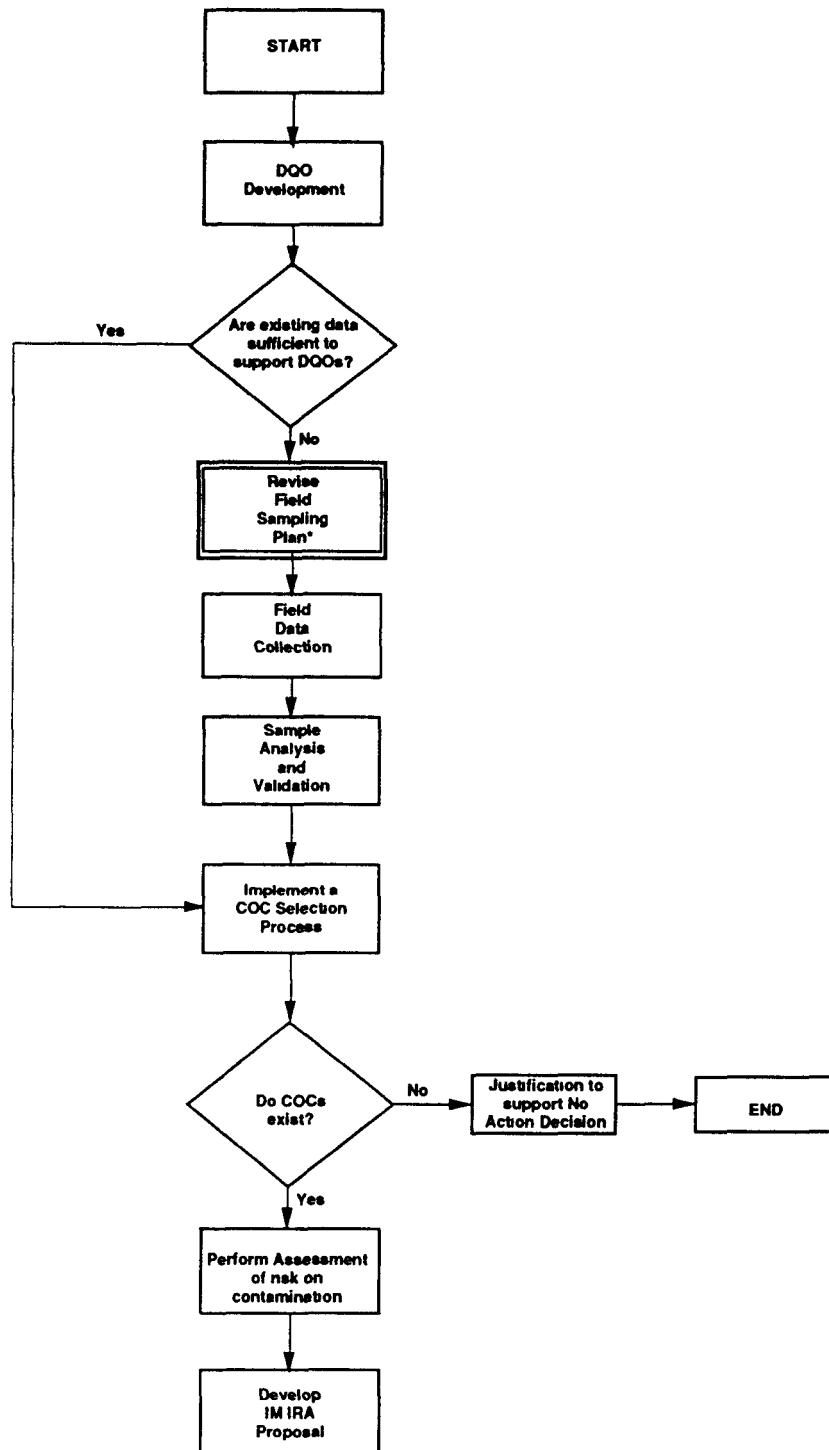 START
DQO
Development
Yes
Are existing data
sufficient to
support DQOs?
No
Revise
Field
Sampling
Plan*
Field
Data
Collection
Sample
Analysis
and
Validation
Implement a
COC Selection
Process
Do COCs
exist?
No
Justification to
support No
Action Decision
END
Yes
Perform Assessment
of risk on
contamination
Develop
IM IRA
Proposal